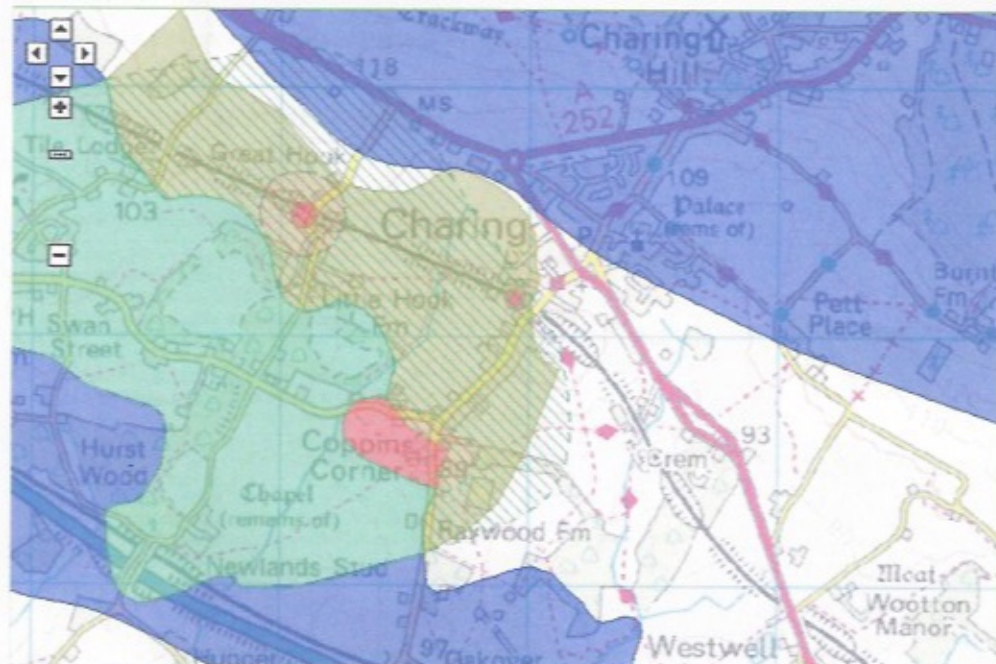 Trackway
Charing
Hill
118
MS
A
252
Tile Lodge
Great Hook
103
109
Palace
(rems of)
Charing
P
Burnt
Fm
Pett
Place
Little Hook
Fm
PH
Swan
Street
Hurst
Wood
Coppins
Corner
Chapel
(remains of)
93
Crem
Raywood Fm
Newlands Stud
Moat
Wootton
Manor
97
Westwell